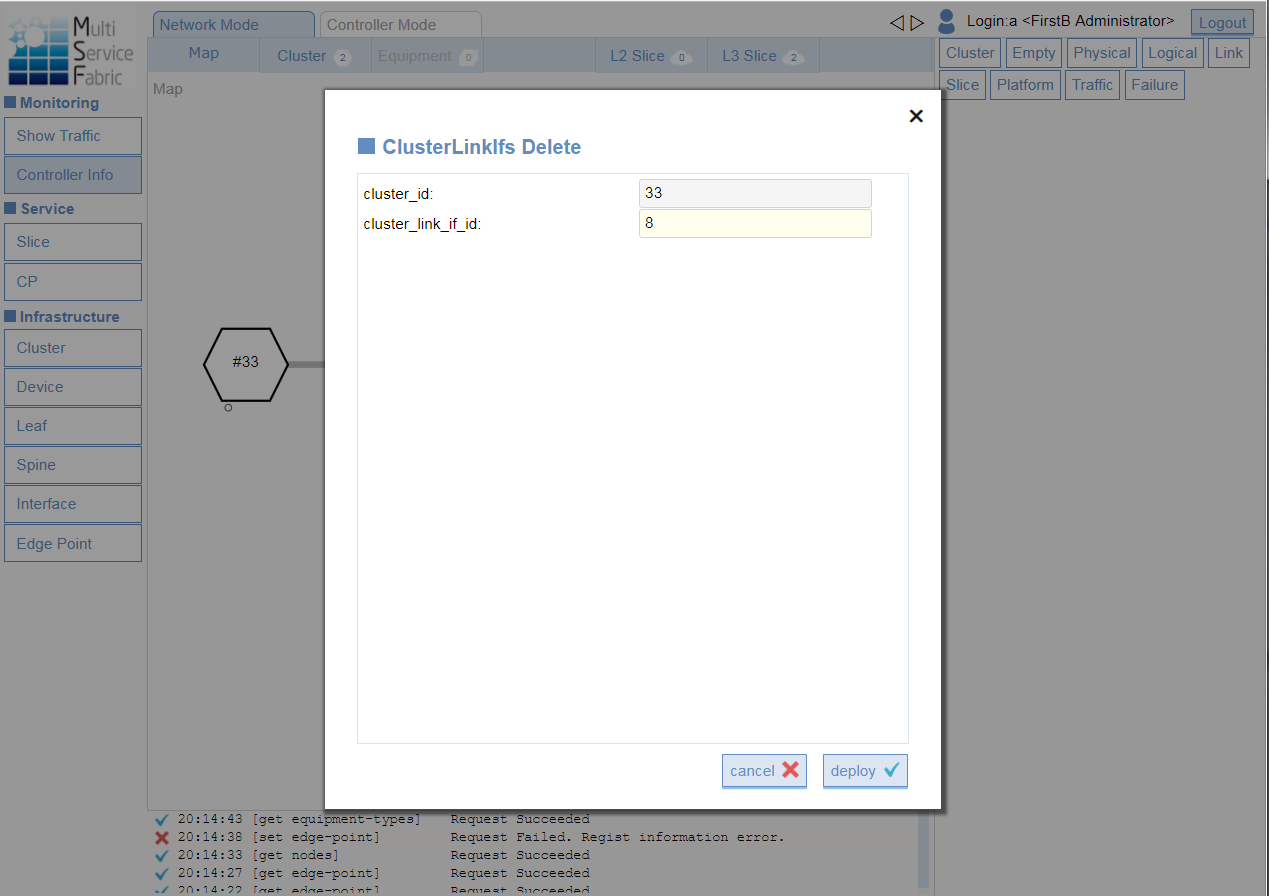 Multi
Service
Fabric
Network Mode
Controller Mode
Login:a <FirstB Administrator>
Logout
Map
Cluster 2
Equipment 0
L2 Slice 0
L3 Slice 2
Cluster
Empty
Physical
Logical
Link
Slice
Platform
Traffic
Failure
Map
Monitoring
Show Traffic
Controller Info
Service
Slice
CP
Infrastructure
Cluster
Device
Leaf
Spine
Interface
Edge Point
#33
ClusterLinkIfs Delete
cluster_id: 33
cluster_link_if_id: 8
cancel
deploy
20:14:43 [get equipment-types] Request Succeeded
20:14:38 [set edge-point] Request Failed. Regist information error.
20:14:33 [get nodes] Request Succeeded
20:14:27 [get edge-point] Request Succeeded
20:14:22 [get edge-point] Request Succeeded